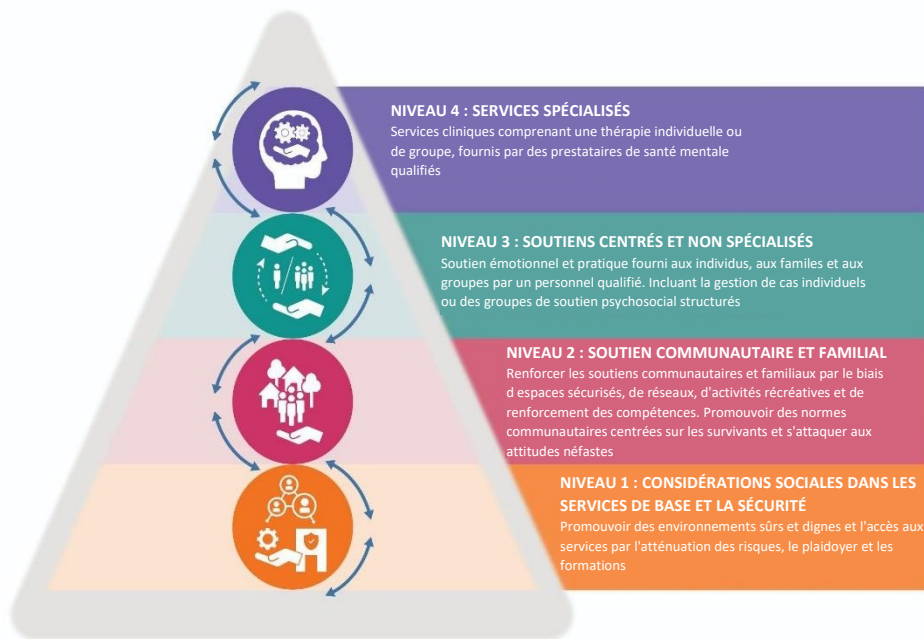 NIVEAU 4 : SERVICES SPÉCIALISÉS
Services cliniques comprenant une thérapie individuelle ou
de groupe, fournis par des prestataires de santé mentale
qualifiés
NIVEAU 3 : SOUTIENS CENTRÉS ET NON SPÉCIALISÉS
Soutien émotionnel et pratique fourni aux individus, aux familes et aux
groupes par un personnel qualifié. Incluant la gestion de cas individuels
ou des groupes de soutien psychosocial structurés
NIVEAU 2 : SOUTIEN COMMUNAUTAIRE ET FAMILIAL
Renforcer les soutiens communautaires et familiaux par le biais
d espaces sécurisés, de réseaux, d'activités récréatives et de
renforcement des compétences. Promouvoir des normes
communautaires centrées sur les survivants et s'attaquer aux
attitudes néfastes
NIVEAU 1 : CONSIDÉRATIONS SOCIALES DANS LES
SERVICES DE BASE ET LA SÉCURITÉ
Promouvoir des environnements sûrs et dignes et l'accès aux
services par l'atténuation des risques, le plaidoyer et les
formations